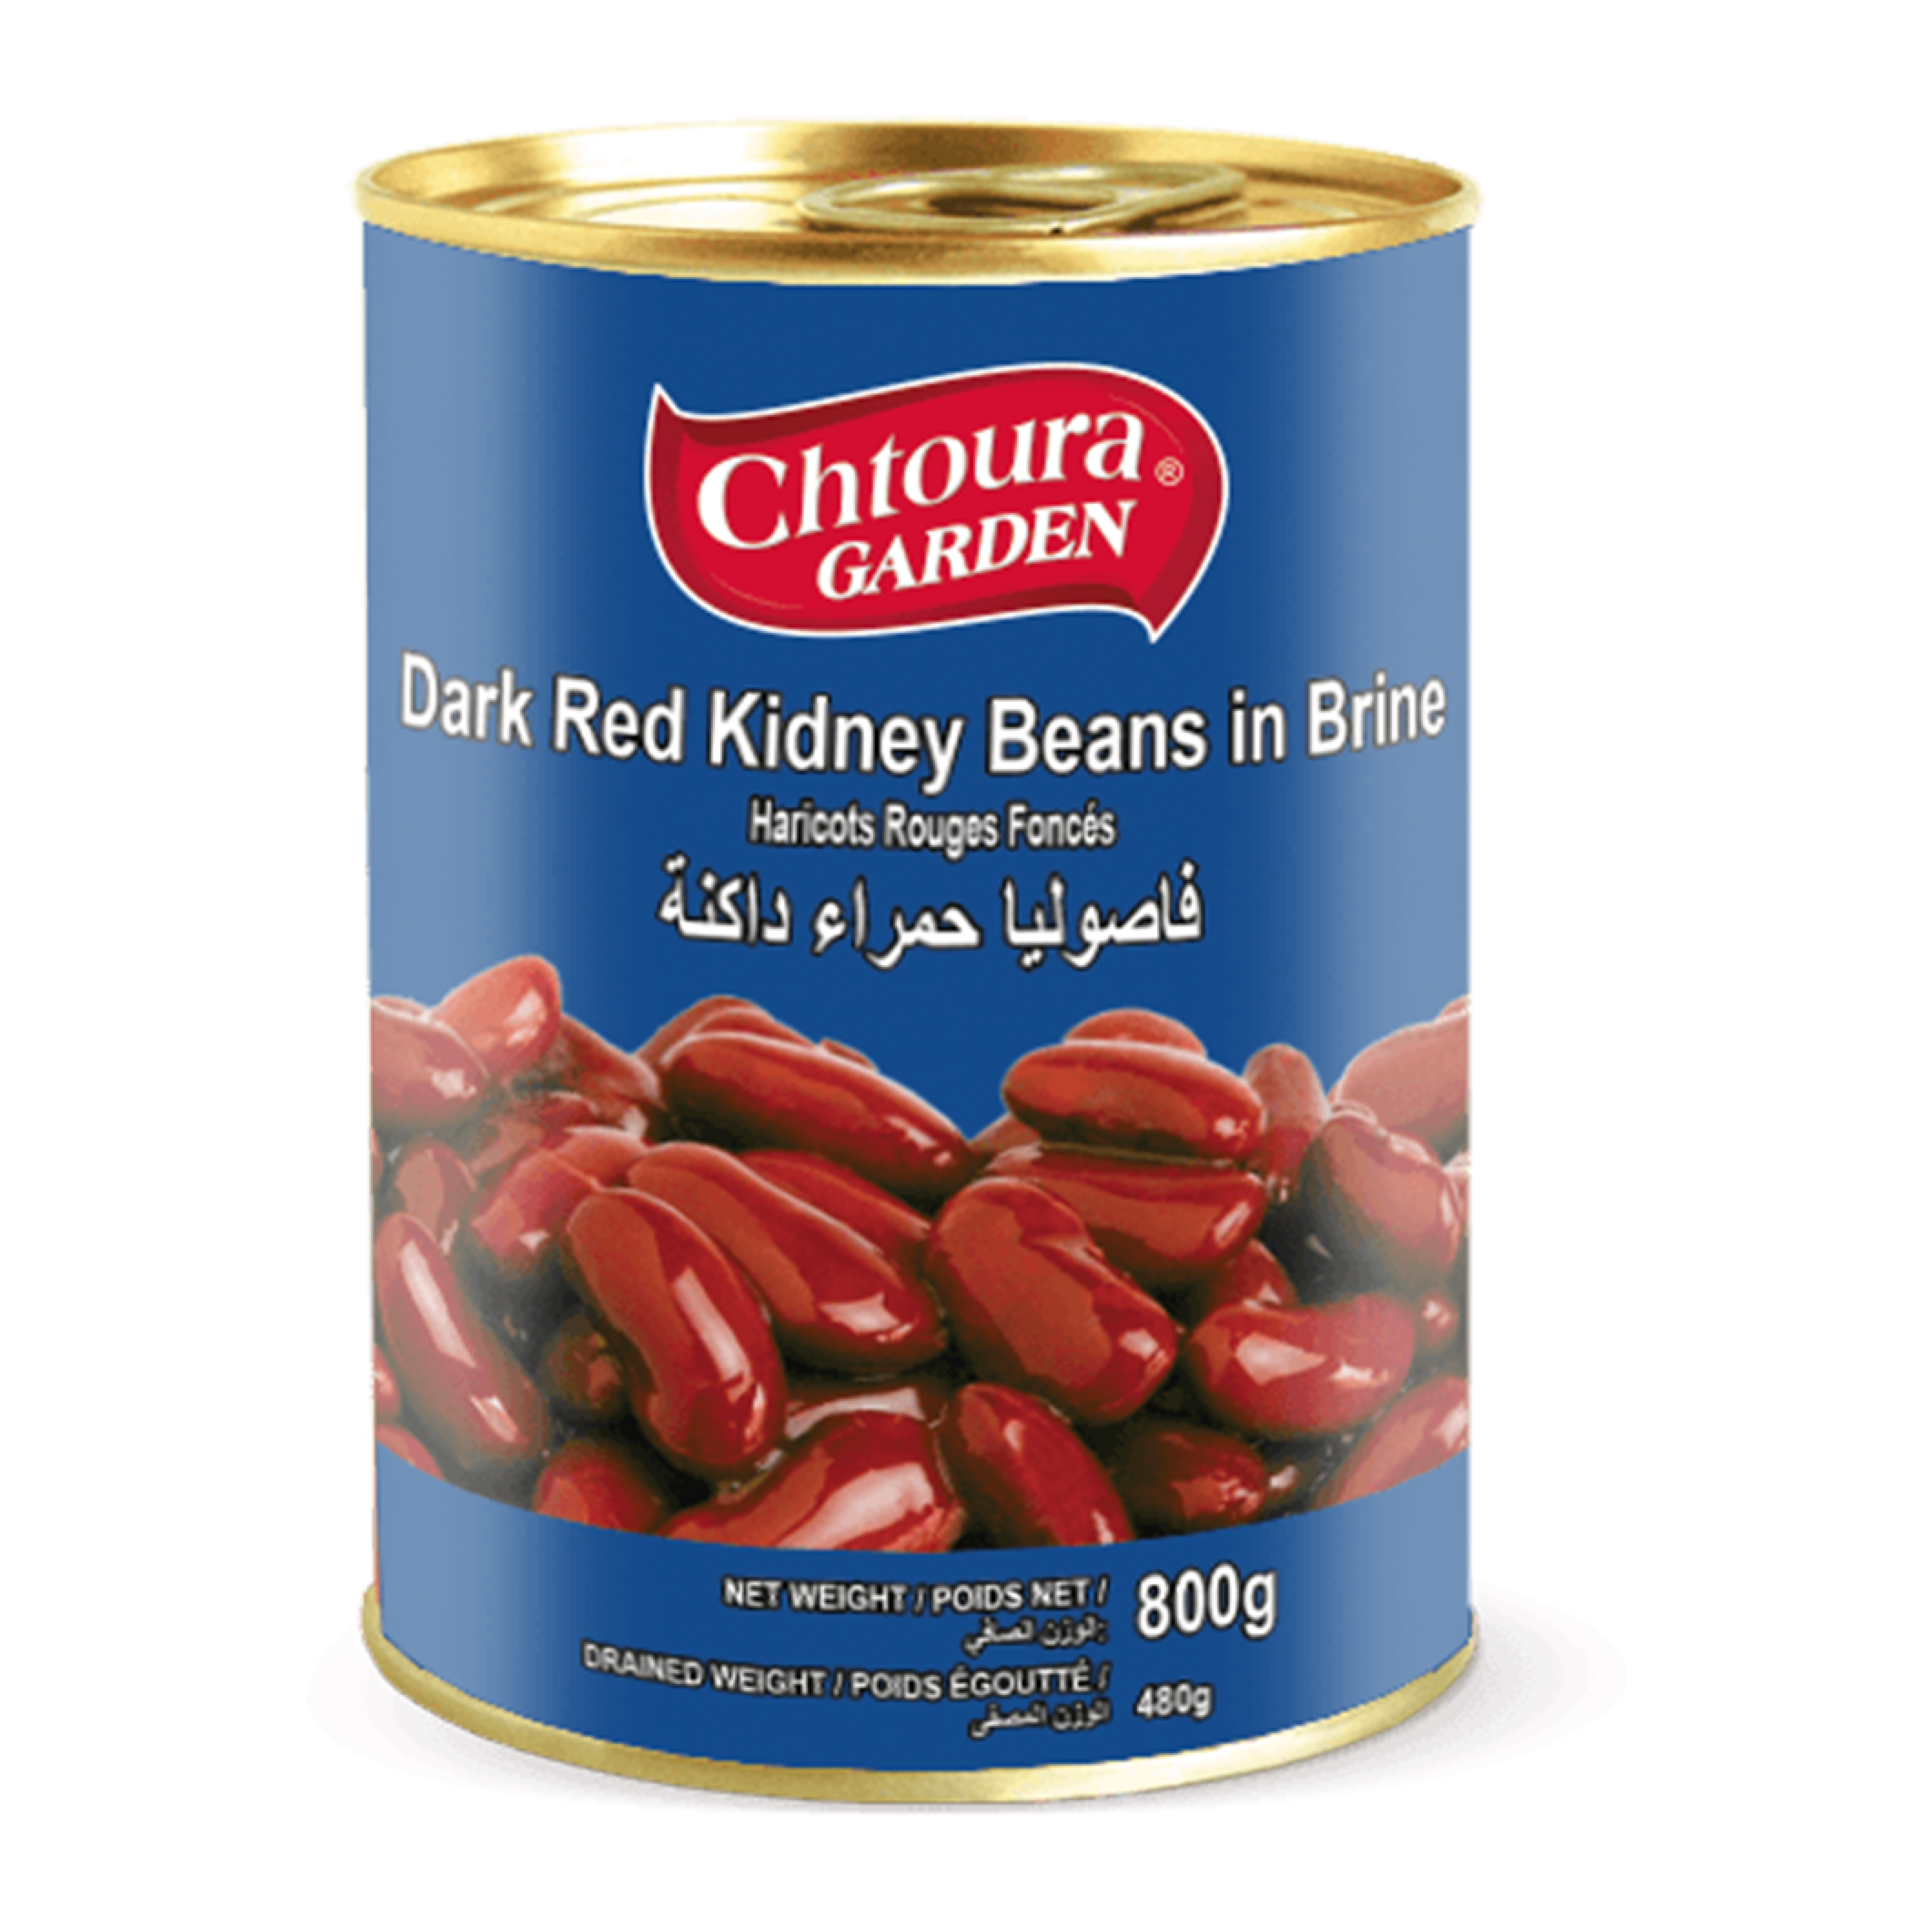 Chtoura®
GARDEN
Dark Red Kidney Beans in Brine
Haricots Rouges Foncés
فاصوليا حمراء داكنة
NET WEIGHT / POIDS NET / 800g
الوزن الصافي:
DRAINED WEIGHT / POIDS ÉGOUTTÉ / 480g
الوزن المصفى